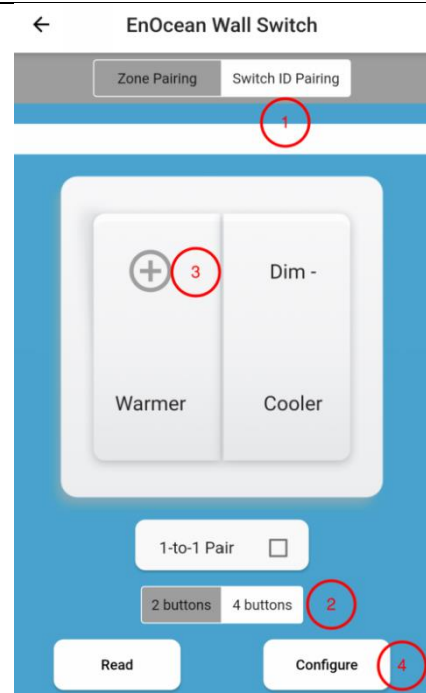 EnOcean Wall Switch
Zone Pairing Switch ID Pairing
1
3 Dim -
Warmer Cooler
1-to-1 Pair
2 buttons 4 buttons 2
Read Configure 4